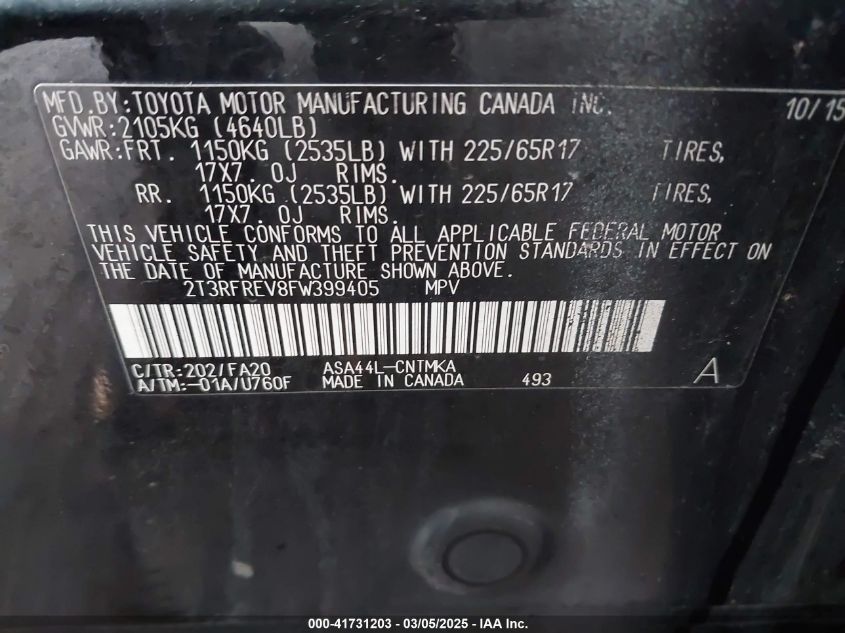 MFD. BY: TOYOTA MOTOR MANUFACTURING CANADA INC. 10/15
GVWR: 2105KG (4640LB)
GAWR: FRT. 1150KG (2535LB) WITH 225/65R17 TIRES,
17X7. OJ RIMS.
RR. 1150KG (2535LB) WITH 225/65R17 TIRES,
17X7. OJ RIMS.
THIS VEHICLE CONFORMS TO ALL APPLICABLE FEDERAL MOTOR
VEHICLE SAFETY AND THEFT PREVENTION STANDARDS IN EFFECT ON
THE DATE OF MANUFACTURE SHOWN ABOVE.
2T3RFREV8FW399405 MPV
C/TR: 202/FA20 ASA44L-CNTMKA
A/TM: -01A/U760F MADE IN CANADA 493 A
000-41731203 - 03/05/2025 - IAA Inc.